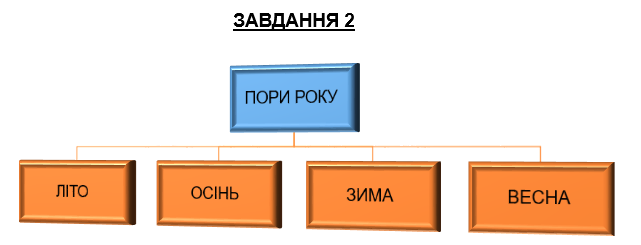 ЗАВДАННЯ 2
ПОРИ РОКУ
ЛІТО
ОСІНЬ
ЗИМА
ВЕСНА